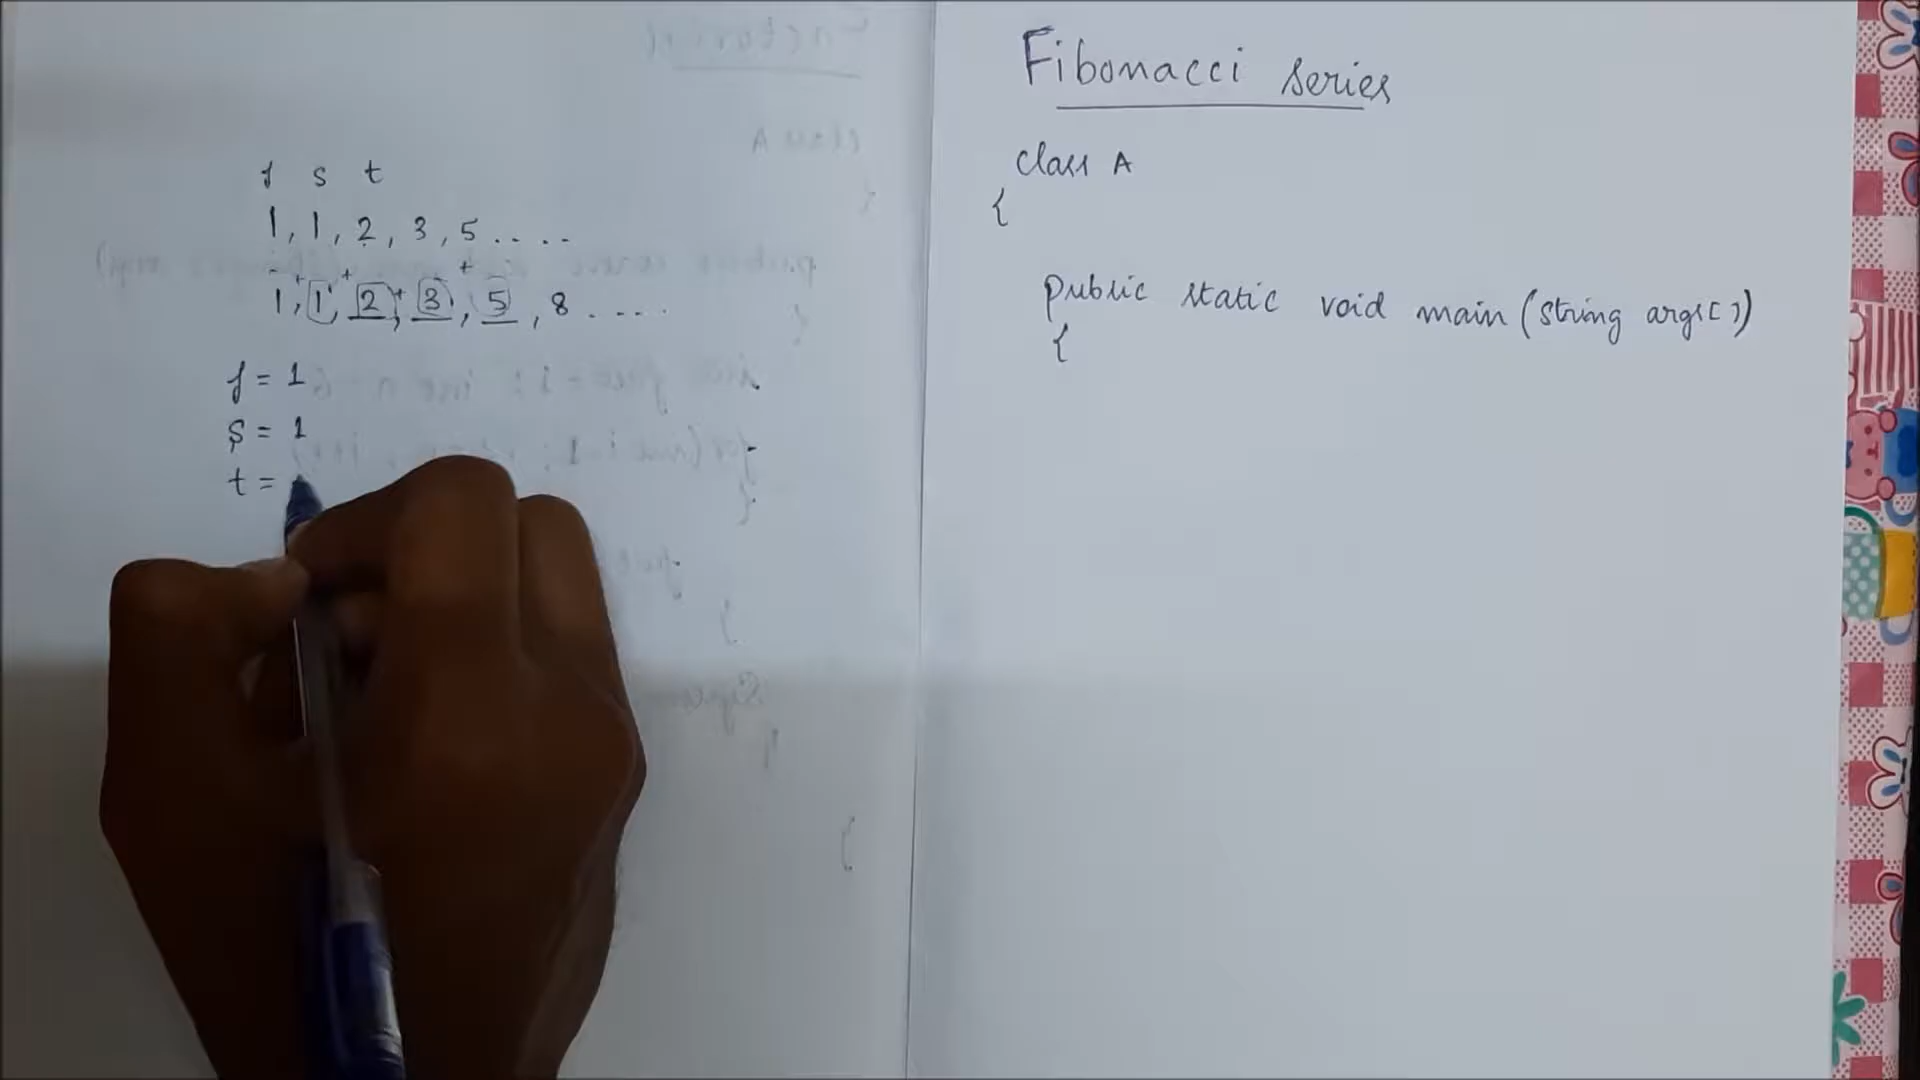 f s t
1, 1, 2, 3, 5....
1, 1, 2, 3, 5, 8....
f = 1
s = 1
t =
Fibonacci series
class A
{
public static void main (string args[])
{